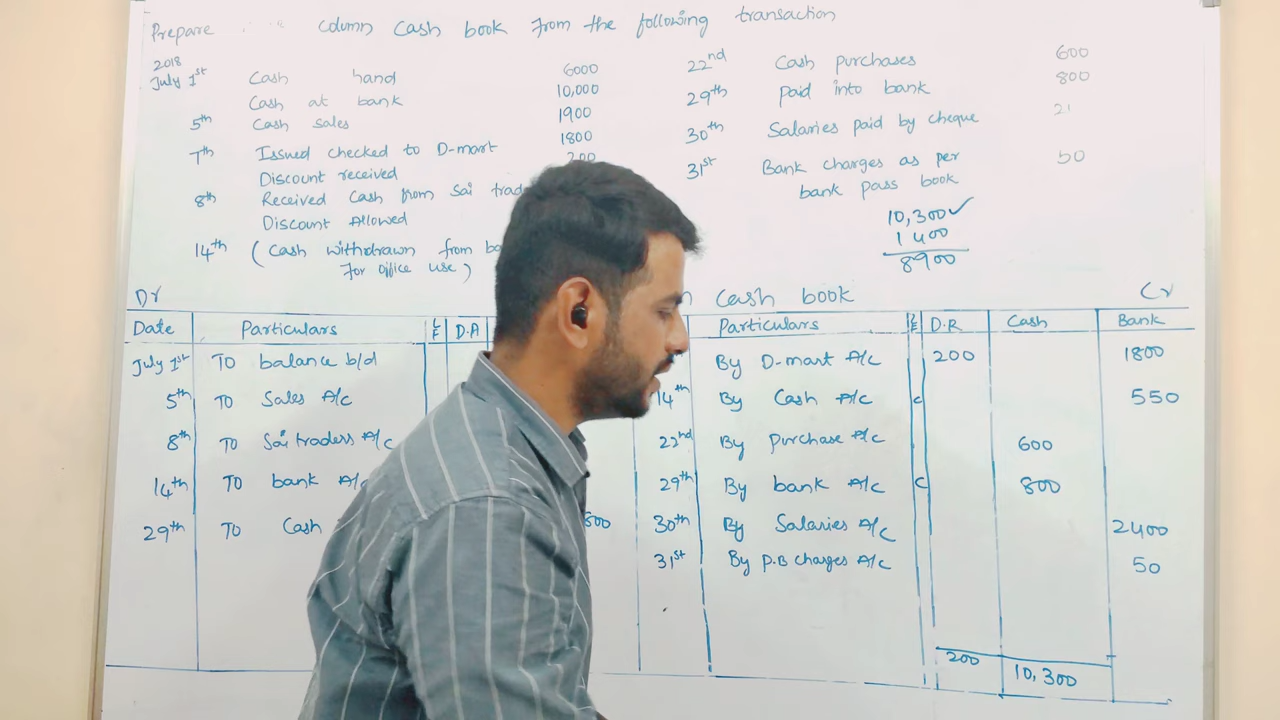 Prepare column Cash book from the following transaction
2018
July 1st Cash hand 6000
Cash at bank 10,000
5th Cash sales 1900
7th Issued checked to D-mart 1800
Discount received 200
8th Received Cash from Sai trad
Discount Allowed
14th (Cash withdrawn from ba
For office use)
22nd Cash purchases 600
29th Paid into bank 800
30th Salaries paid by cheque
31st Bank charges as per 50
bank pass book
10,300✓
1400
8900
Dr n Cash book Cr
Date Particulars L.F D.A Particulars L.F D.R Cash Bank
July 1st TO balance b/d By D-mart A/c 200 1800
5th TO Sales A/c 14th By Cash A/c C 550
8th TO Sai traders A/c 22nd By purchase A/c 600
14th TO bank A/c 29th By bank A/c C 800
29th TO Cash 800 30th By Salaries A/c 2400
31st By P.B charges A/c 50
200 10,300